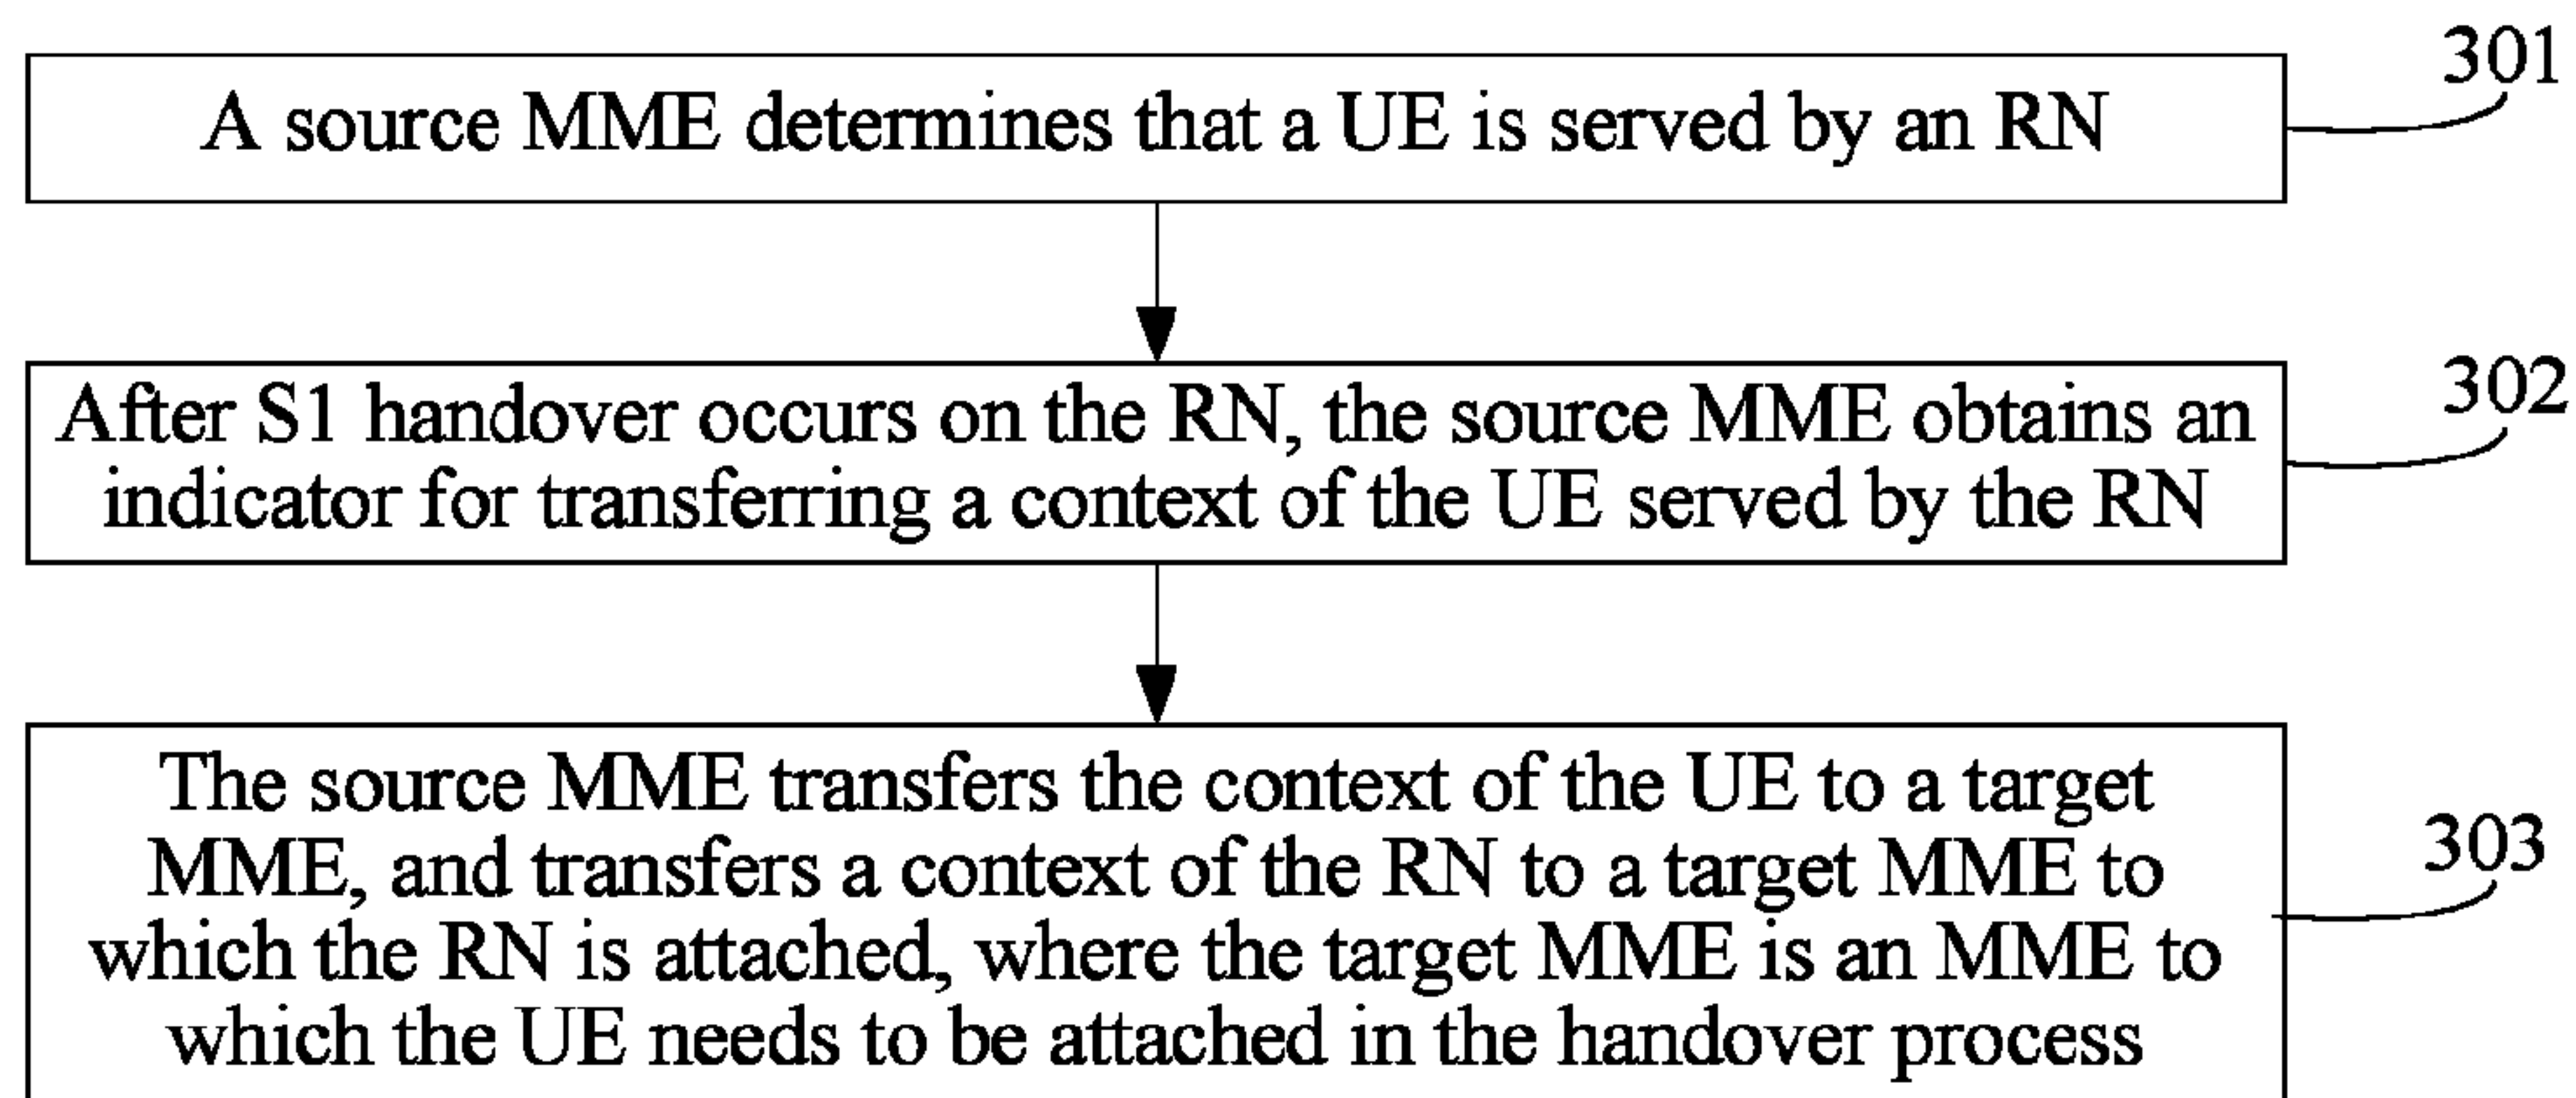 301
A source MME determines that a UE is served by an RN
302
After S1 handover occurs on the RN, the source MME obtains an
indicator for transferring a context of the UE served by the RN
The source MME transfers the context of the UE to a target
303
MME, and transfers a context of the RN to a target MME to
which the RN is attached, where the target MME is an MME to
which the UE needs to be attached in the handover process